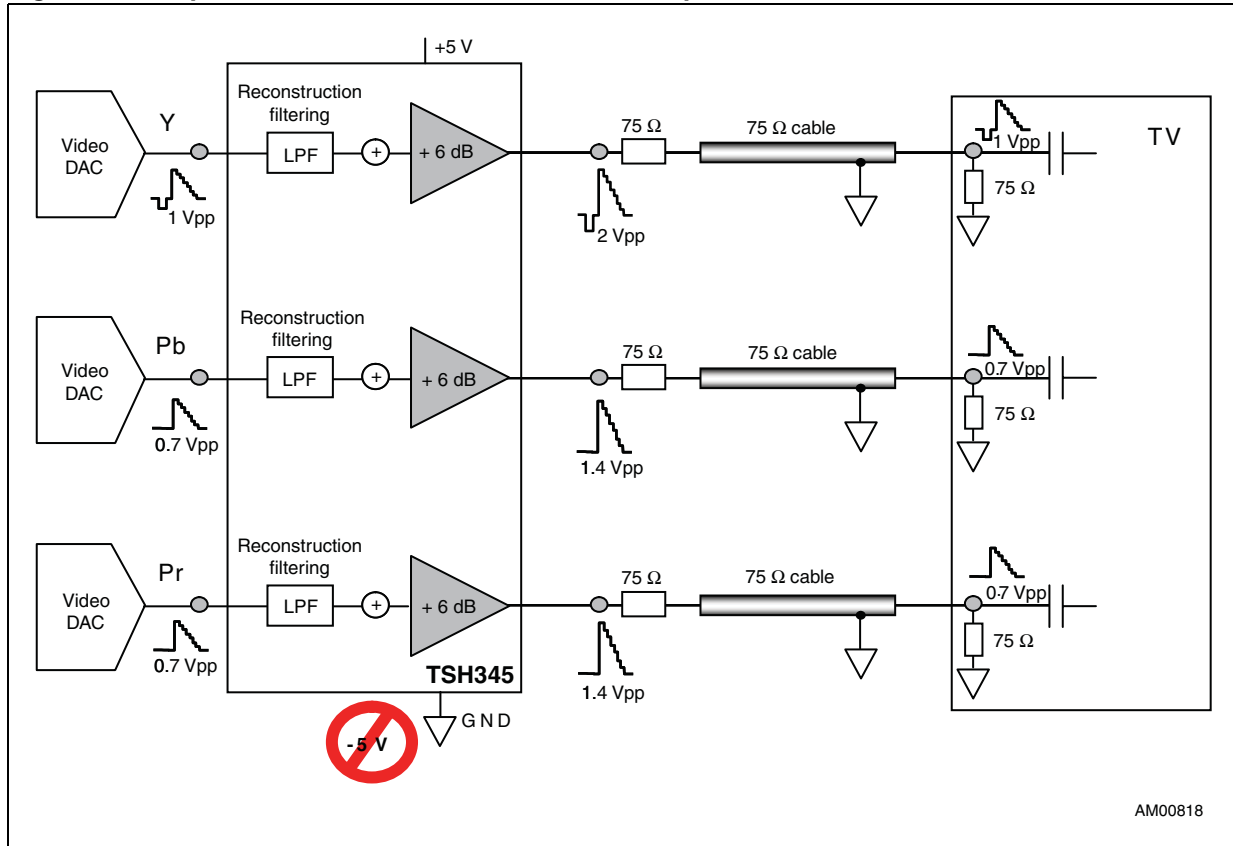 +5 V
Reconstruction
filtering
Video
DAC
Y
1 Vpp
LPF
+
+ 6 dB
75 Ω
2 Vpp
75 Ω cable
1 Vpp
75 Ω
TV
Reconstruction
filtering
Video
DAC
Pb
0.7 Vpp
LPF
+
+ 6 dB
75 Ω
1.4 Vpp
75 Ω cable
0.7 Vpp
75 Ω
Reconstruction
filtering
Video
DAC
Pr
0.7 Vpp
LPF
+
+ 6 dB
75 Ω
1.4 Vpp
75 Ω cable
0.7 Vpp
75 Ω
TSH345
GND
-5 V
AM00818